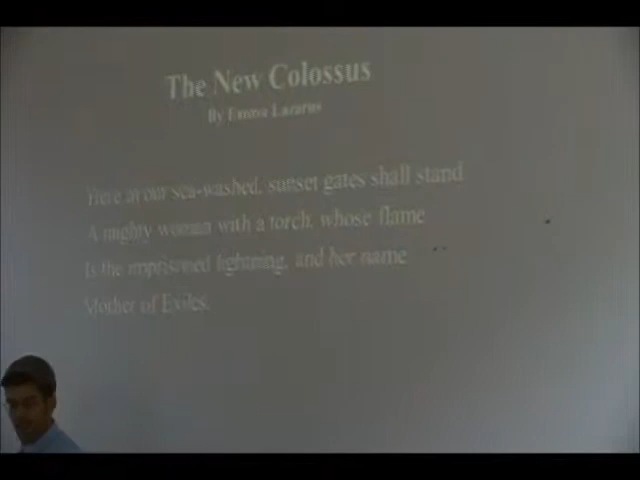 The New Colossus
By Emma Lazarus
Here at our sea-washed, sunset gates shall stand
A mighty woman with a torch, whose flame
Is the imprisoned lightning, and her name
Mother of Exiles.